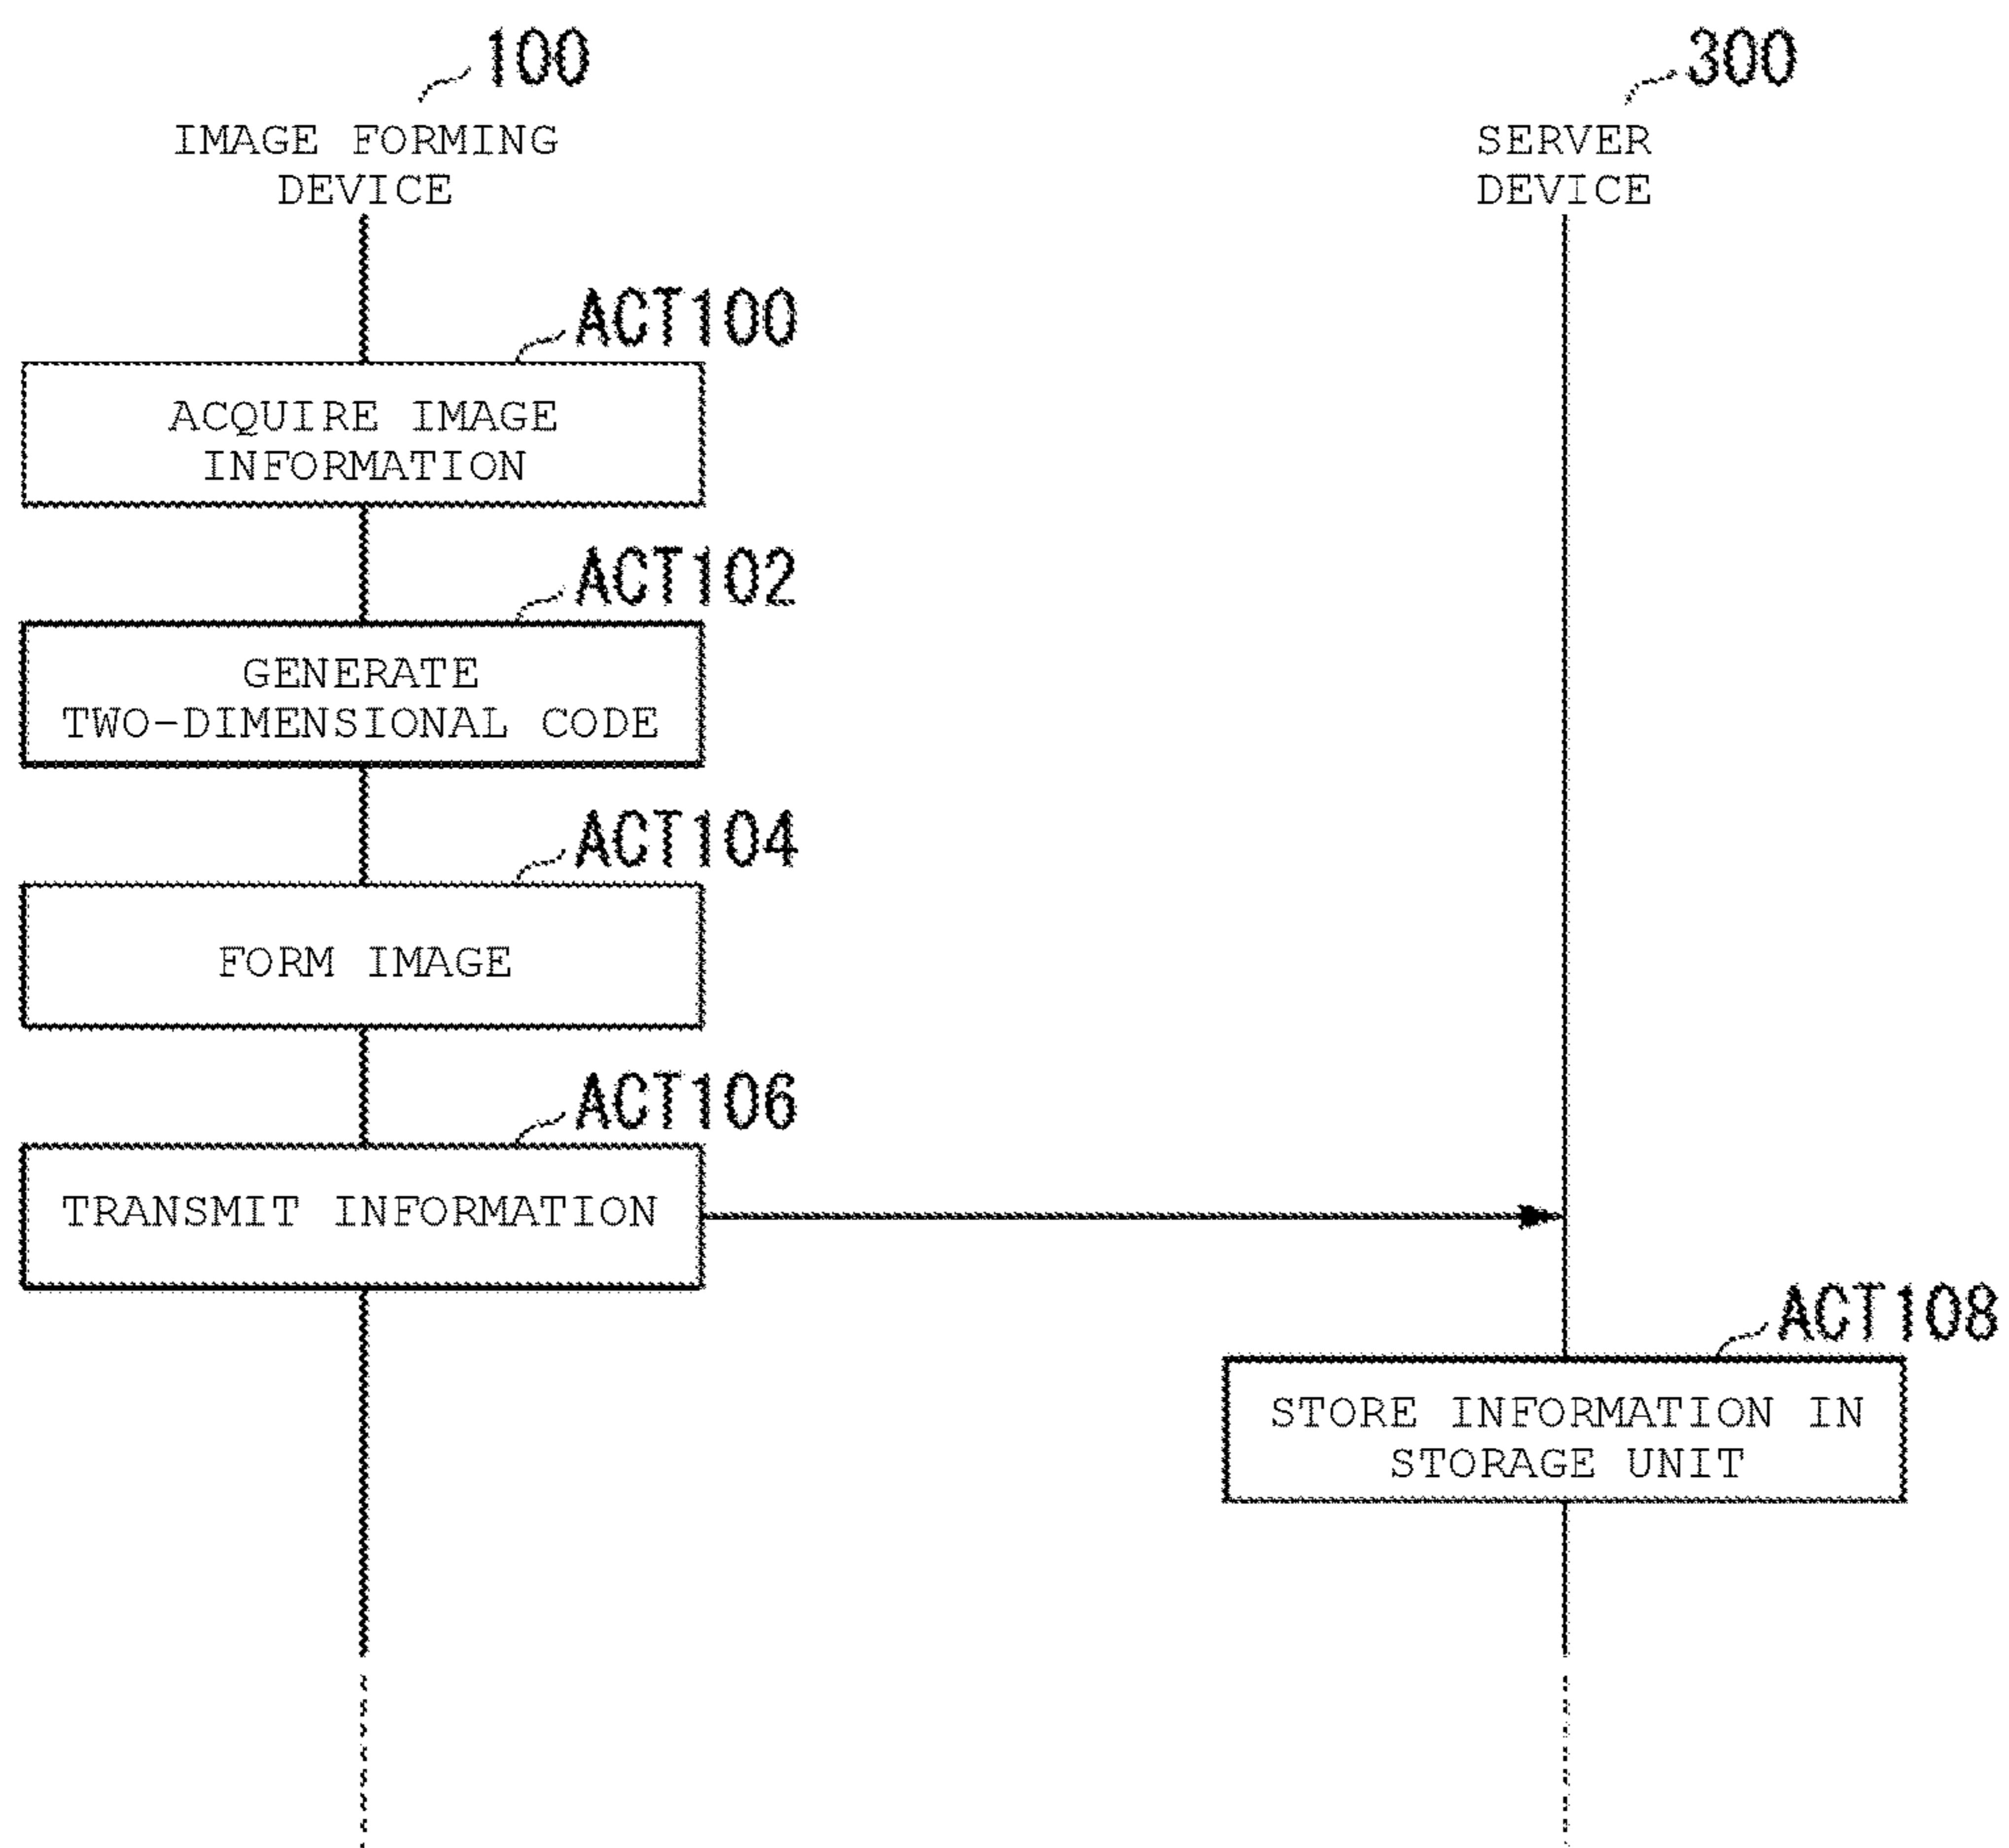 100
IMAGE FORMING
DEVICE
300
SERVER
DEVICE
ACT100
ACQUIRE IMAGE
INFORMATION
ACT102
GENERATE
TWO-DIMENSIONAL CODE
ACT104
FORM IMAGE
ACT106
TRANSMIT INFORMATION
ACT108
STORE INFORMATION IN
STORAGE UNIT